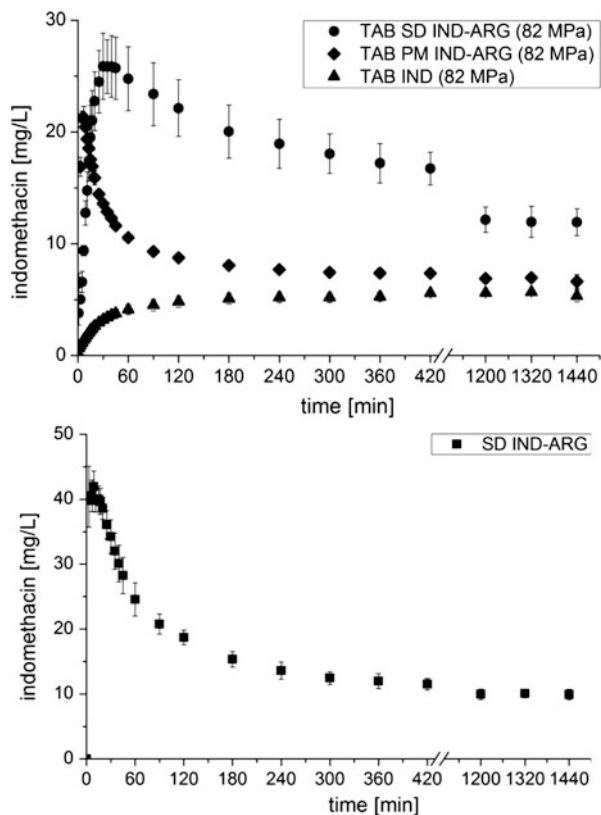 TAB SD IND-ARG (82 MPa)
TAB PM IND-ARG (82 MPa)
TAB IND (82 MPa)
30
20
10
0
indomethacin [mg/L]
0 60 120 180 240 300 360 420 1200 1320 1440
time [min]
SD IND-ARG
50
40
30
20
10
0
indomethacin [mg/L]
0 60 120 180 240 300 360 420 1200 1320 1440
time [min]